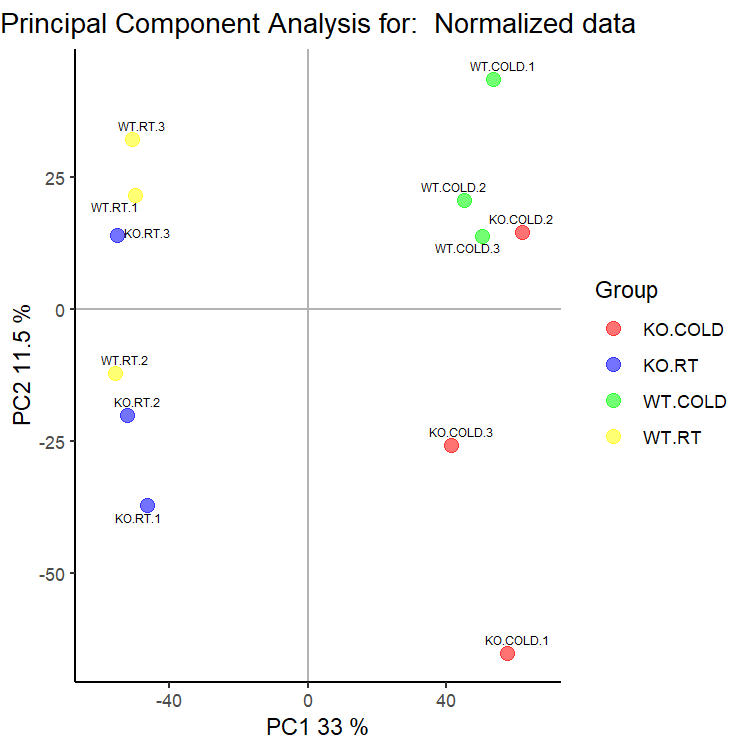 Principal Component Analysis for:  Normalized data
WT.COLD.1
WT.RT.3
25
WT.COLD.2
WT.RT.1
KO.COLD.2
KO.RT.3
WT.COLD.3
Group
0
KO.COLD
WT.RT.2
KO.RT
KO.RT.2
WT.COLD
KO.COLD.3
WT.RT
-25
KO.RT.1
-50
KO.COLD.1
PC2 11.5 %
-40
0
40
PC1 33 %